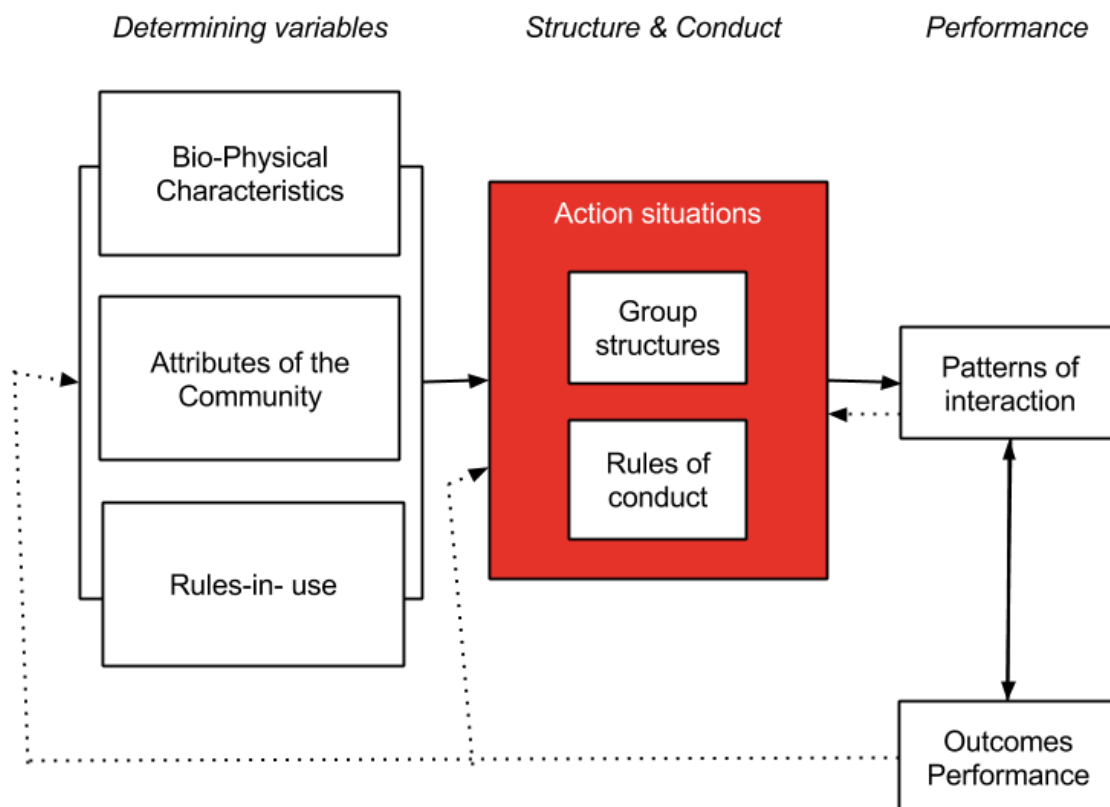 Determining variables
Structure & Conduct
Performance
Bio-Physical
Characteristics
Attributes of the
Community
Rules-in- use
Action situations
Group
structures
Rules of
conduct
Patterns of
interaction
Outcomes
Performance